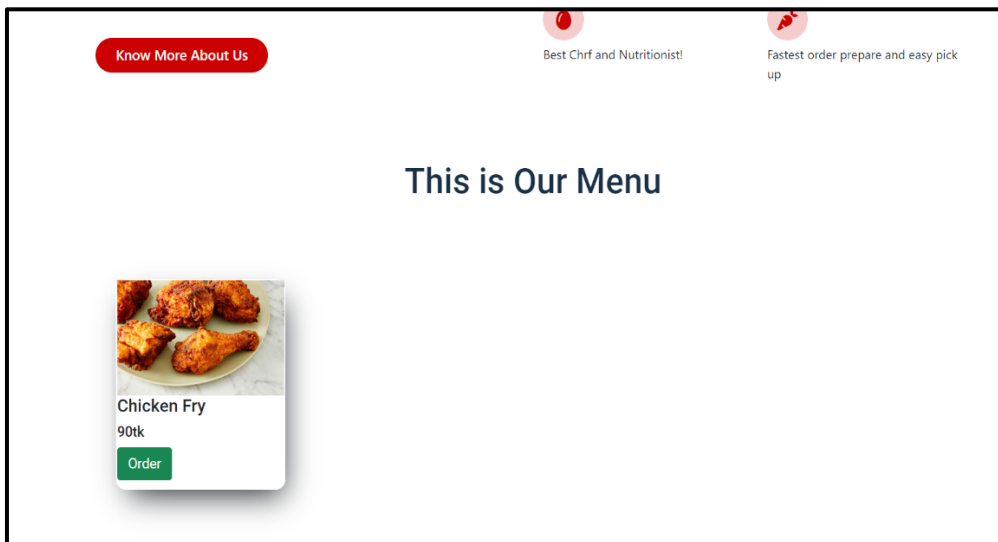 Know More About Us
Best Chrf and Nutritionist!
Fastest order prepare and easy pick
up
This is Our Menu
Chicken Fry
90tk
Order